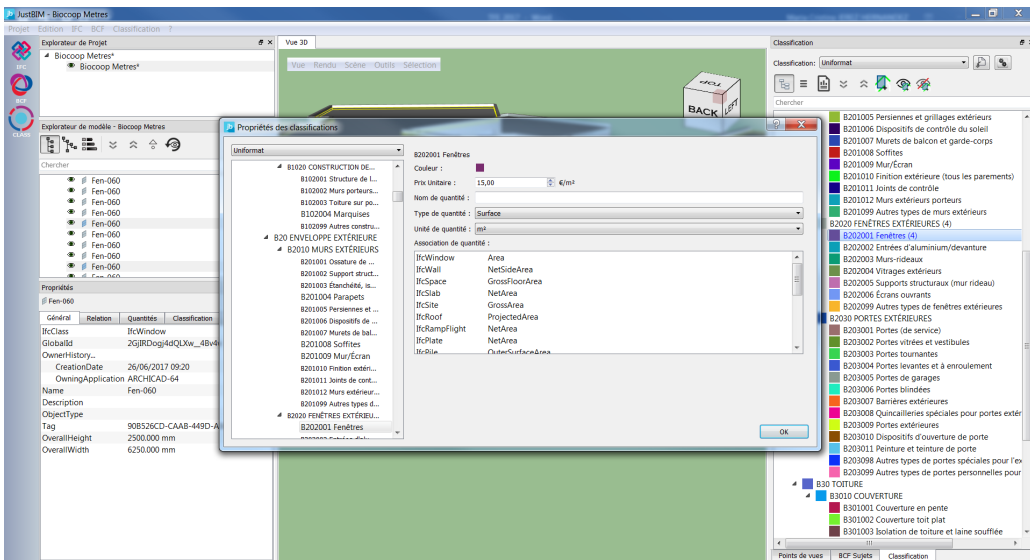 JustBIM - Biocoop Metres
Projet Edition IFC BCF Classification ?
IFC
BCF
CLASS
Explorateur de Projet
Biocoop Metres*
Biocoop Metres*
Explorateur de modèle - Biocoop Metres
Chercher
Fen-060
Fen-060
Fen-060
Fen-060
Fen-060
Fen-060
Fen-060
Fen-060
Fen-060
Propriétés
Fen-060
Général Relation Quantités Classification
IfcClass IfcWindow
GlobalId 2GjIRDogj4dQLXw_4Bv4
OwnerHistory...
CreationDate 26/06/2017 09:20
OwningApplication ARCHICAD-64
Name Fen-060
Description
ObjectType
Tag 90B526CD-CAAB-449D-A
OverallHeight 2500.000 mm
OverallWidth 6250.000 mm
Vue 3D
Vue Rendu Scène Outils Sélection
TOP
BACK LEFT
Propriétés des classifications
Uniformat
B1020 CONSTRUCTION DE...
B102001 Structure de l...
B102002 Murs porteurs...
B102003 Toiture sur po...
B102004 Marquises
B102099 Autres constru...
B20 ENVELOPPE EXTÉRIEURE
B2010 MURS EXTÉRIEURS
B201001 Ossature de ...
B201002 Support struct...
B201003 Étanchéité, is...
B201004 Parapets
B201005 Persiennes et ...
B201006 Dispositifs de ...
B201007 Murets de bal...
B201008 Soffites
B201009 Mur/Écran
B201010 Finition extéri...
B201011 Joints de cont...
B201012 Murs extérieur...
B201099 Autres types d...
B2020 FENÊTRES EXTÉRIEU...
B202001 Fenêtres
B202001 Fenêtres
Couleur :
Prix Unitaire : 15,00 €/m²
Nom de quantité :
Type de quantité : Surface
Unité de quantité : m²
Association de quantité :
IfcWindow Area
IfcWall NetSideArea
IfcSpace GrossFloorArea
IfcSlab NetArea
IfcSite GrossArea
IfcRoof ProjectedArea
IfcRampFlight NetArea
IfcPlate NetArea
IfcPile OuterSurfaceArea
OK
Classification
Classification: Uniformat
Chercher
B201005 Persiennes et grillages extérieurs
B201006 Dispositifs de contrôle du soleil
B201007 Murets de balcon et garde-corps
B201008 Soffites
B201009 Mur/Écran
B201010 Finition extérieure (tous les parements)
B201011 Joints de contrôle
B201012 Murs extérieurs porteurs
B201099 Autres types de murs extérieurs
B2020 FENÊTRES EXTÉRIEURES (4)
B202001 Fenêtres (4)
B202002 Entrées d'aluminium/devanture
B202003 Murs-rideaux
B202004 Vitrages extérieurs
B202005 Supports structuraux (mur rideau)
B202006 Écrans ouvrants
B202099 Autres types de fenêtres extérieures
B2030 PORTES EXTÉRIEURES
B203001 Portes (de service)
B203002 Portes vitrées et vestibules
B203003 Portes tournantes
B203004 Portes levantes et à enroulement
B203005 Portes de garages
B203006 Portes blindées
B203007 Barrières extérieures
B203008 Quincailleries spéciales pour portes extér
B203009 Portes extérieures
B203010 Dispositifs d'ouverture de porte
B203011 Peinture et teinture de porte
B203098 Autres types de portes spéciales pour l'ex
B203099 Autres types de portes personnelles pour
B30 TOITURE
B3010 COUVERTURE
B301001 Couverture en pente
B301002 Couverture toit plat
B301003 Isolation de toiture et laine soufflée
Points de vues BCF Sujets Classification